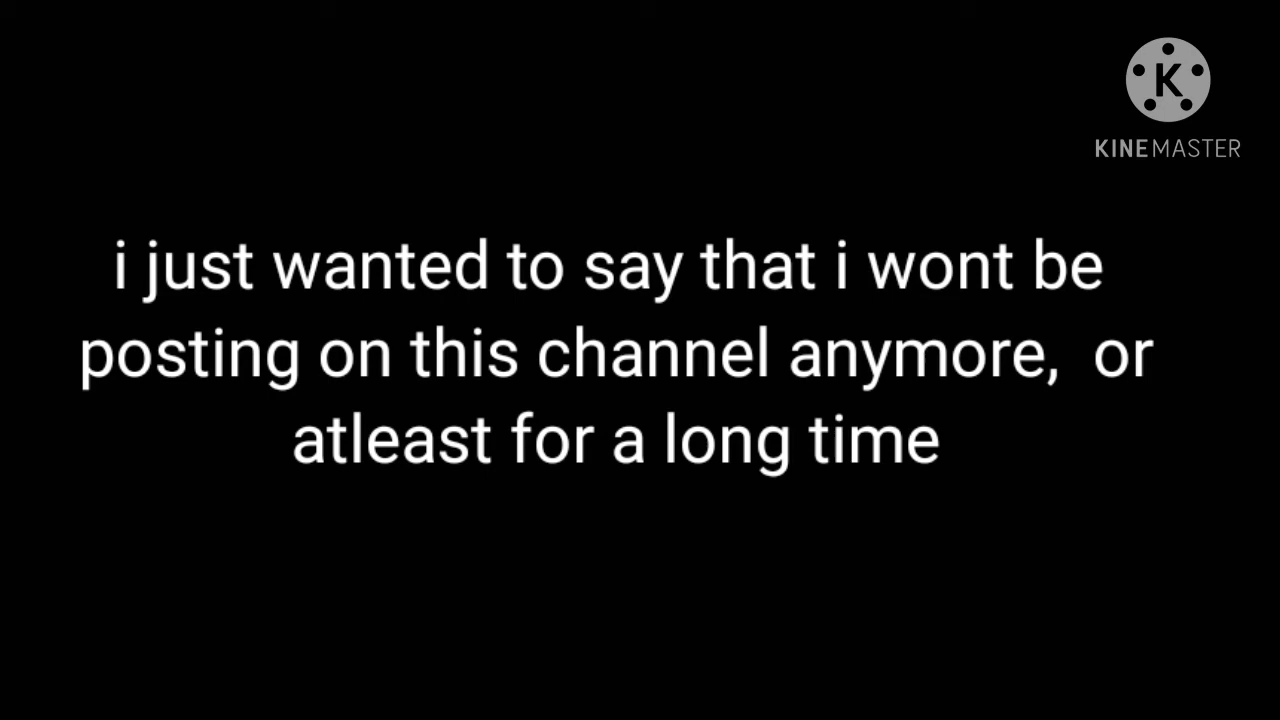 K
KINEMASTER
i just wanted to say that i wont be
posting on this channel anymore,  or
atleast for a long time